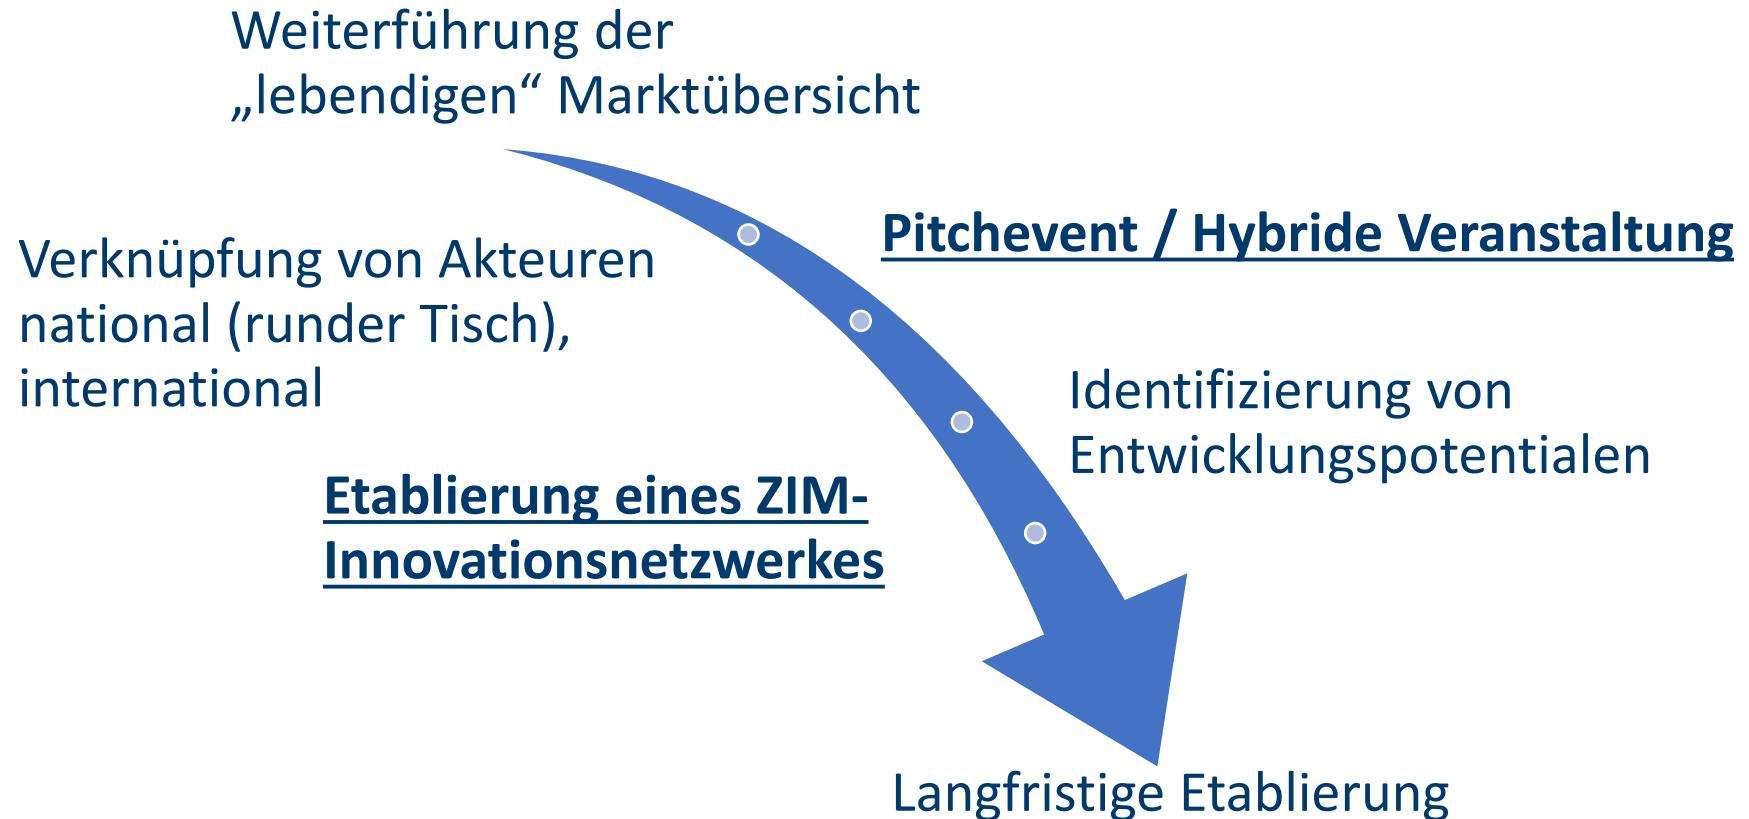 Weiterführung der
„lebendigen“ Marktübersicht
Pitchevent / Hybride Veranstaltung
Verknüpfung von Akteuren
national (runder Tisch),
international
Identifizierung von
Entwicklungspotentialen
Etablierung eines ZIM-
Innovationsnetzwerkes
Langfristige Etablierung